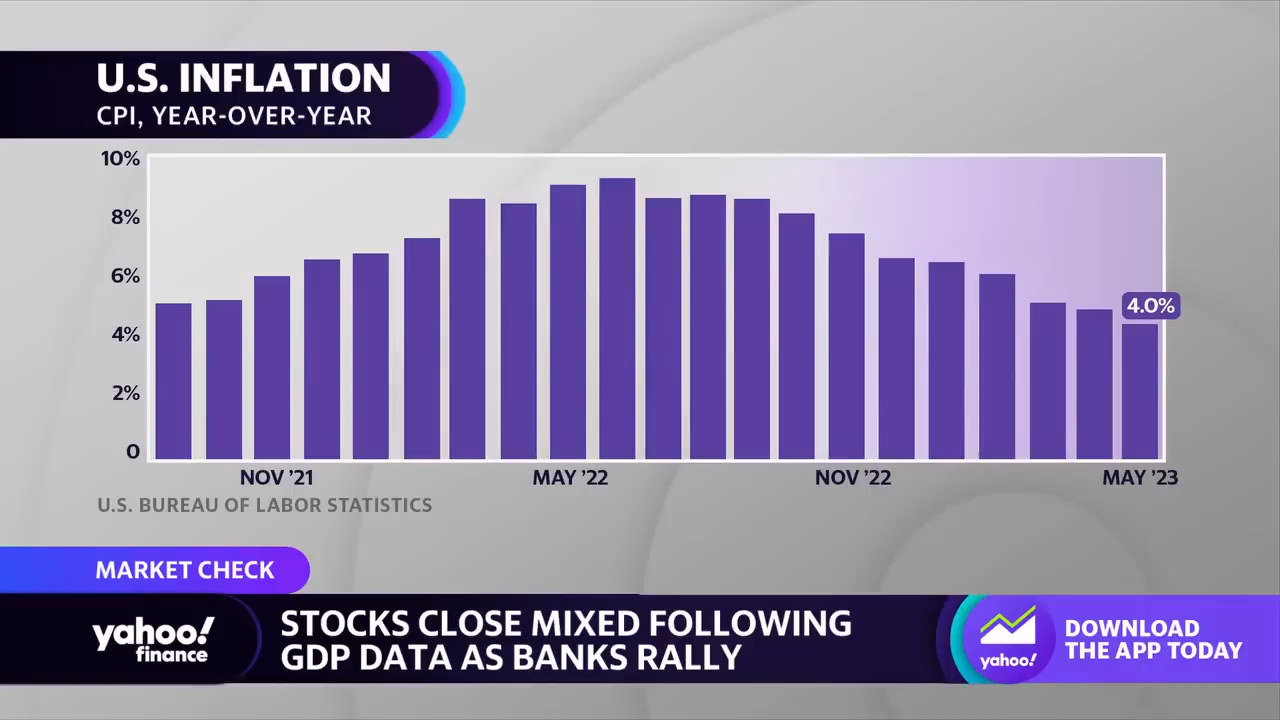 U.S. INFLATION
CPI, YEAR-OVER-YEAR
10%
8%
6%
4%
2%
0
4.0%
NOV ’21
MAY ’22
NOV ’22
MAY ’23
U.S. BUREAU OF LABOR STATISTICS
MARKET CHECK
yahoo!
finance
STOCKS CLOSE MIXED FOLLOWING
GDP DATA AS BANKS RALLY
yahoo!
DOWNLOAD
THE APP TODAY